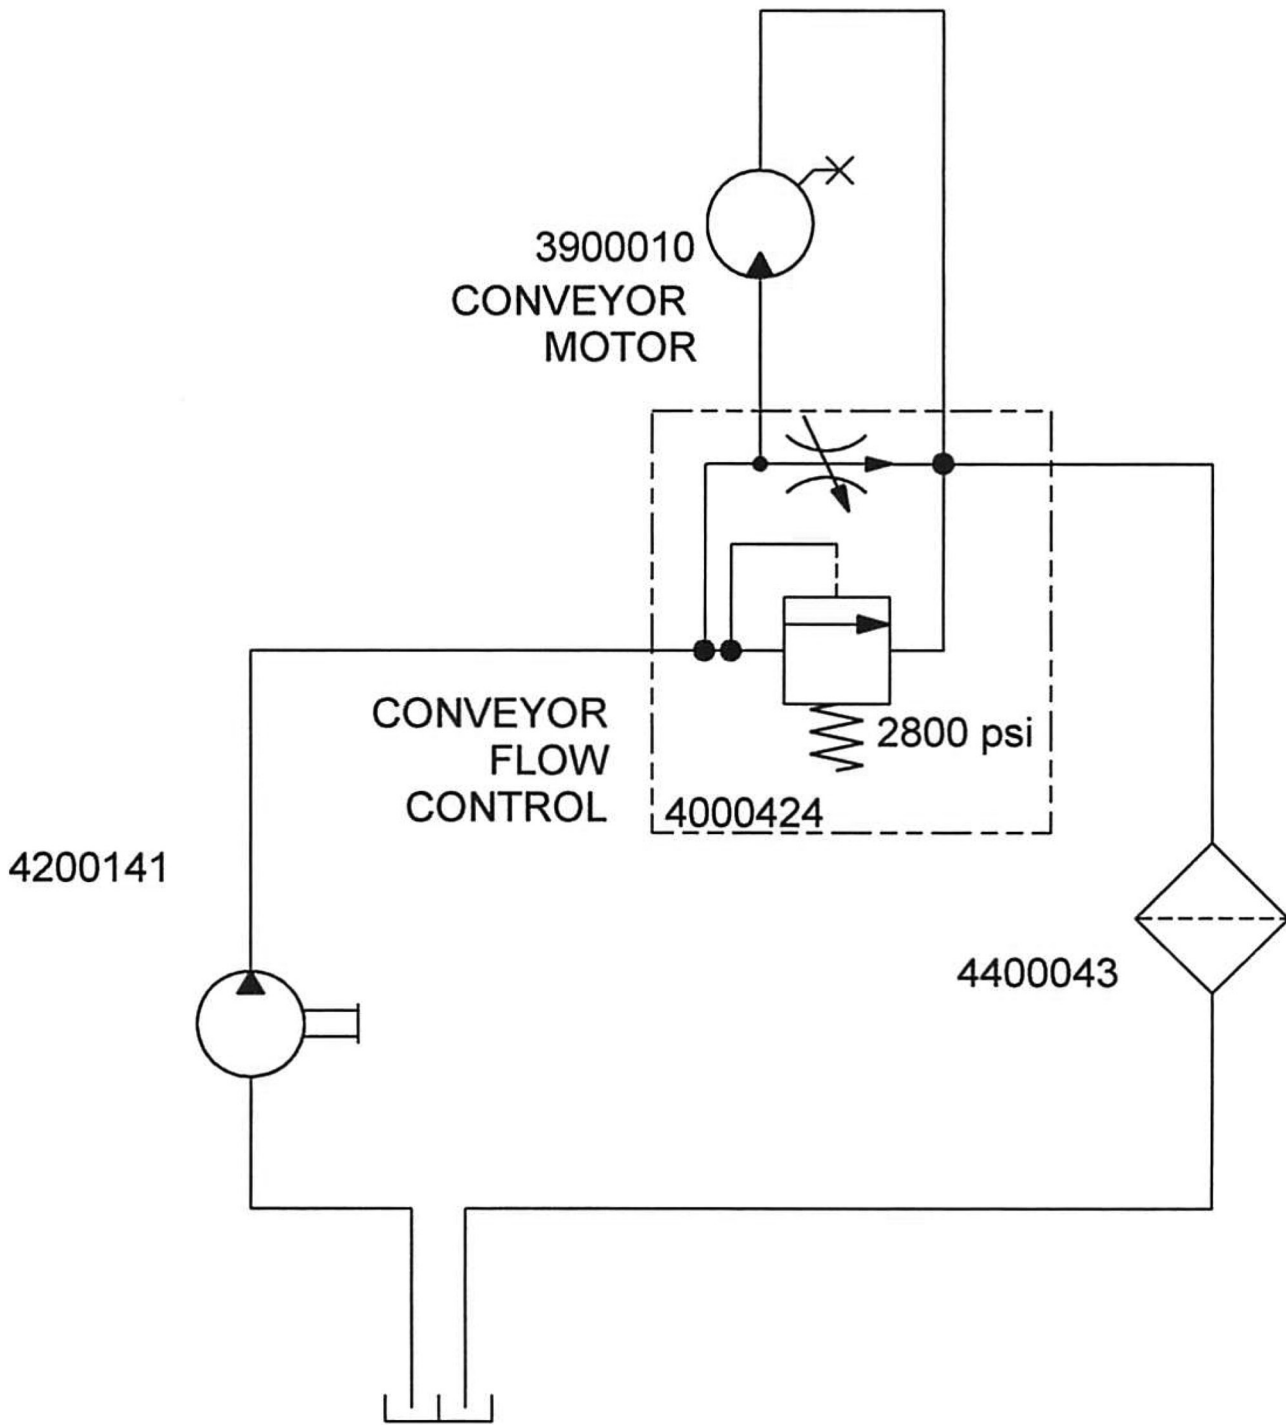 3900010
CONVEYOR
MOTOR
2800 psi
CONVEYOR
FLOW
CONTROL
4000424
4200141
4400043